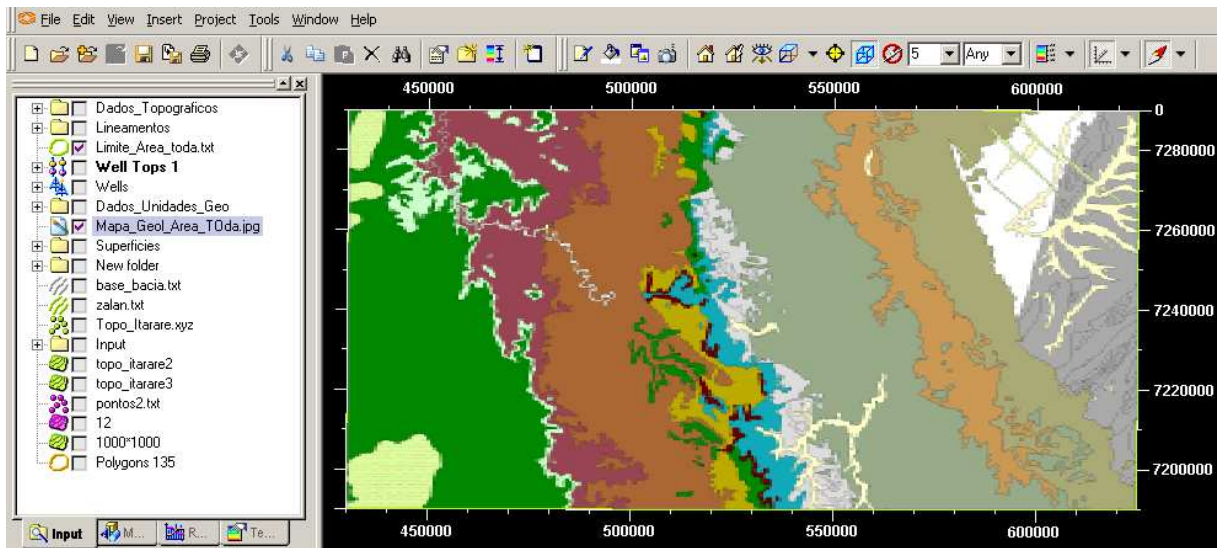 File Edit View Insert Project Tools Window Help
5 Any
Dados_Topograficos
Lineamentos
Limite_Area_toda.txt
Well Tops 1
Wells
Dados_Unidades_Geo
Mapa_Geol_Area_TOda.jpg
Superficies
New folder
base_bacia.txt
zalan.txt
Topo_Itarare.xyz
Input
topo_itarare2
topo_itarare3
pontos2.txt
12
1000*1000
Polygons 135
Input M... R... Te...
450000 500000 550000 600000
0
7280000
7260000
7240000
7220000
7200000
450000 500000 550000 600000